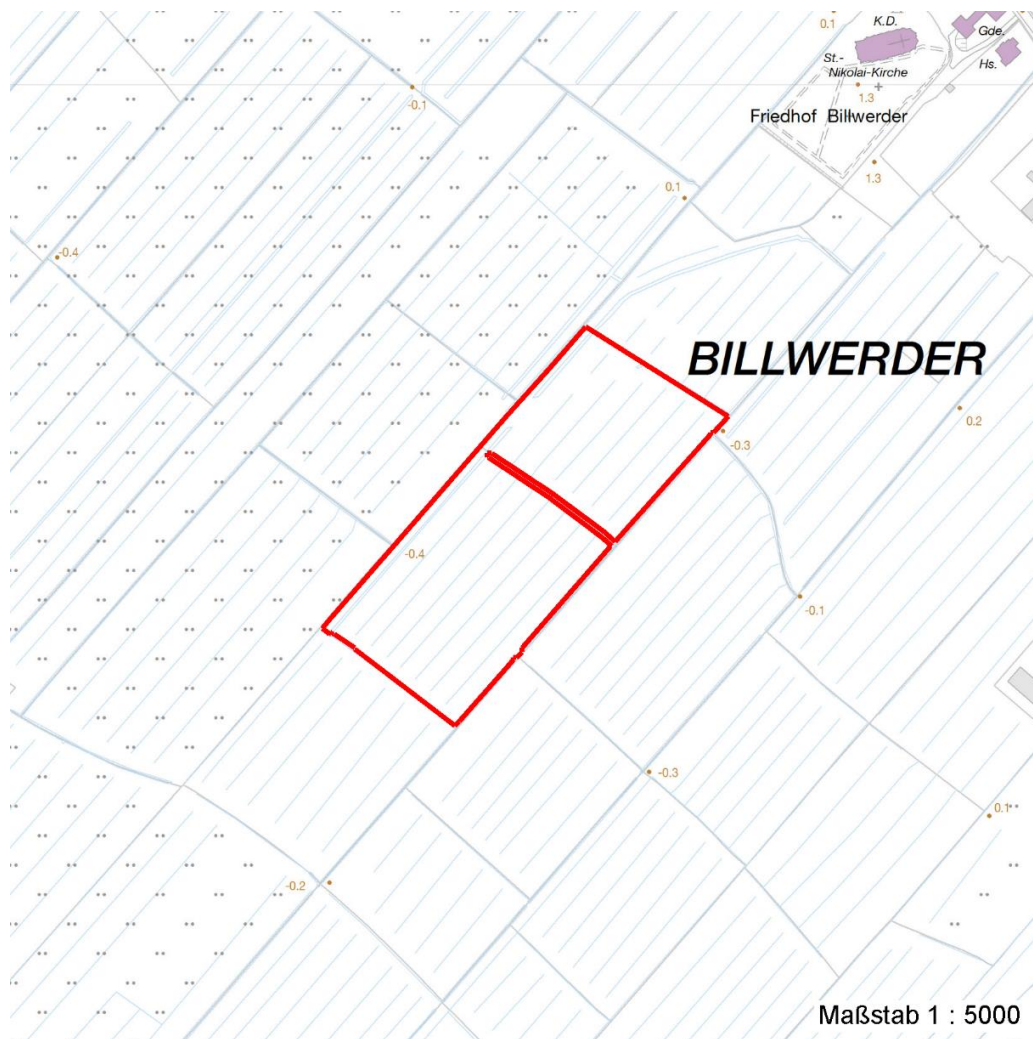 0.1
K.D.
Gde.
St.-
Nikolai-Kirche
Hs.
-0.1
1.3
Friedhof Billwerder
1.3
0.1
-0.4
BILLWERDER
0.2
-0.3
-0.4
-0.1
-0.3
0.1
-0.2
Maßstab 1 : 5000